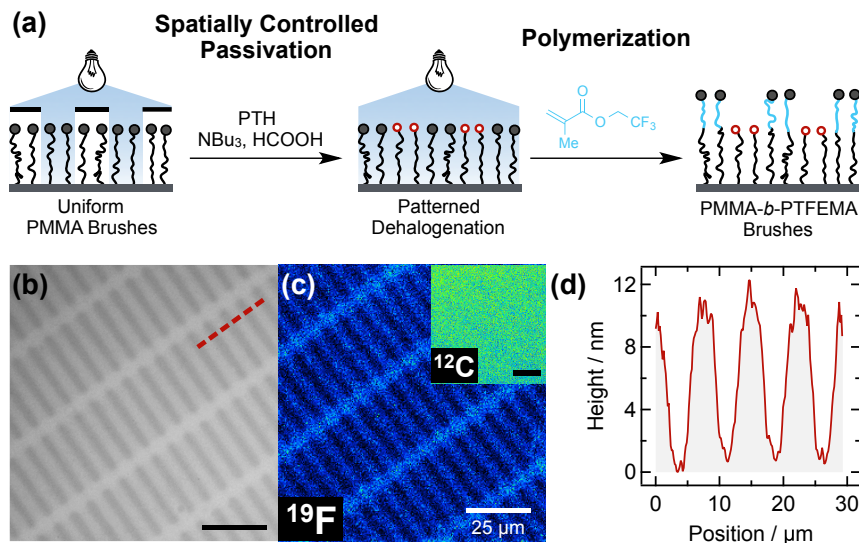 (a)
Spatially Controlled
Passivation
Polymerization
PTH
NBu₃, HCOOH
O
O
CF₃
Me
Uniform
PMMA Brushes
Patterned
Dehalogenation
PMMA-b-PTFEMA
Brushes
(b)
(c)
¹²C
¹⁹F
25 µm
(d)
Height / nm
12
8
4
0
0
10
20
30
Position / µm